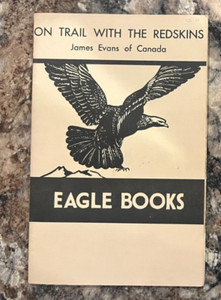 ON TRAIL WITH THE REDSKINS
James Evans of Canada
EAGLE BOOKS